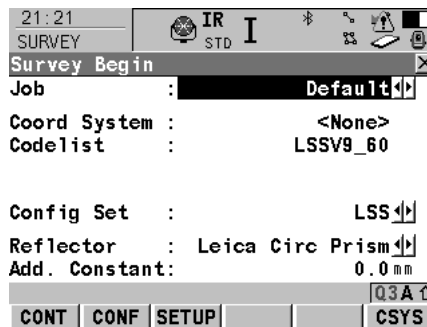 21:21 IR
SURVEY STD I
Survey Begin
Job : Default
Coord System : <None>
Codelist : LSSV9_60
Config Set : LSS
Reflector : Leica Circ Prism
Add. Constant: 0.0 mm
Q3 A
CONT CONF SETUP CSYS